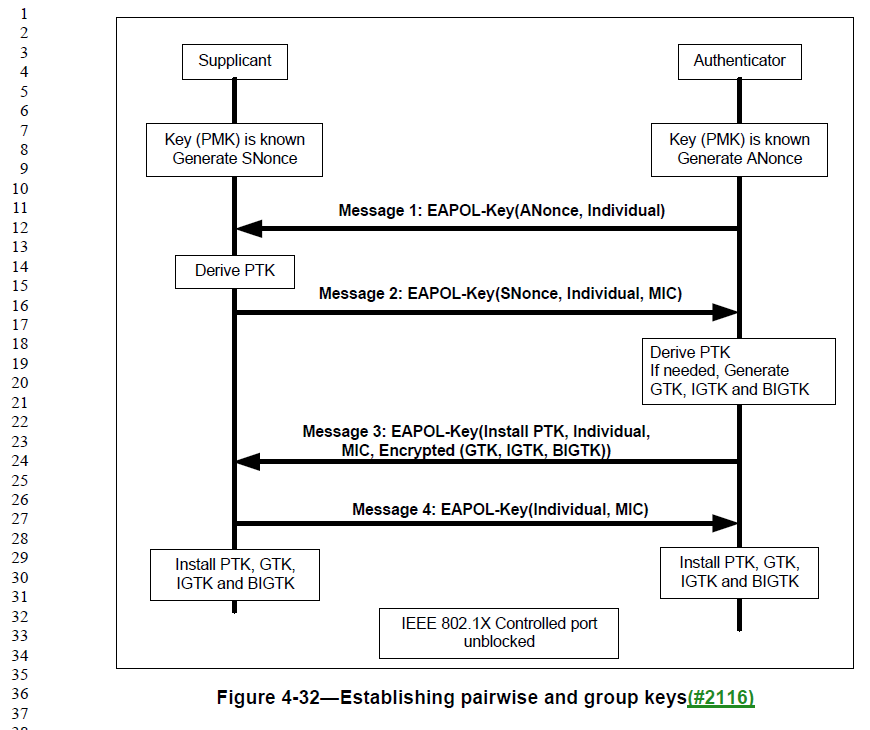 1
2
3
4
5
6
7
8
9
10
11
12
13
14
15
16
17
18
19
20
21
22
23
24
25
26
27
28
29
30
31
32
33
34
35
36
37
Supplicant
Authenticator
Key (PMK) is known
Generate SNonce
Key (PMK) is known
Generate ANonce
Message 1: EAPOL-Key(ANonce, Individual)
Derive PTK
Message 2: EAPOL-Key(SNonce, Individual, MIC)
Derive PTK
If needed, Generate
GTK, IGTK and BIGTK
Message 3: EAPOL-Key(Install PTK, Individual,
MIC, Encrypted (GTK, IGTK, BIGTK))
Message 4: EAPOL-Key(Individual, MIC)
Install PTK, GTK,
IGTK and BIGTK
Install PTK, GTK,
IGTK and BIGTK
IEEE 802.1X Controlled port
unblocked
Figure 4-32—Establishing pairwise and group keys(#2116)